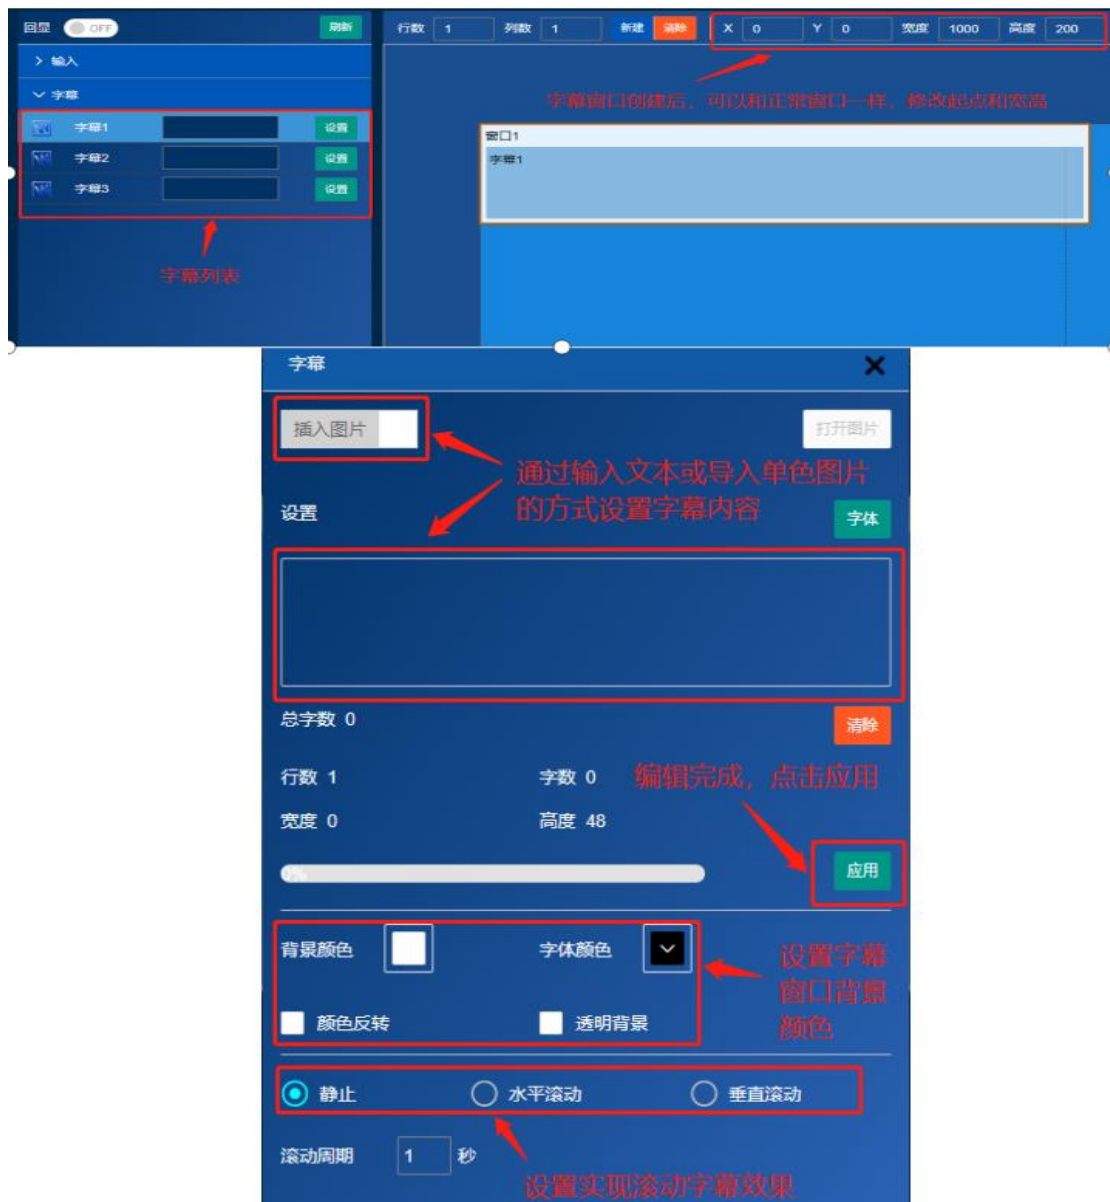 回显 OFF 刷新 行数 1 列数 1 新建 清除 X 0 Y 0 宽度 1000 高度 200
输入
字幕
字幕窗口创建后，可以和正常窗口一样，修改起点和宽高
字幕1 设置
字幕2 设置
字幕3 设置
字幕列表
窗口1
字幕1
字幕
插入图片 打开图片
通过输入文本或导入单色图片
的方式设置字幕内容
设置 字体
总字数 0 清除
行数 1 字数 0
编辑完成，点击应用
宽度 0 高度 48
0% 应用
背景颜色 字体颜色
设置字幕
窗口背景
颜色
颜色反转 透明背景
静止 水平滚动 垂直滚动
滚动周期 1 秒
设置实现滚动字幕效果